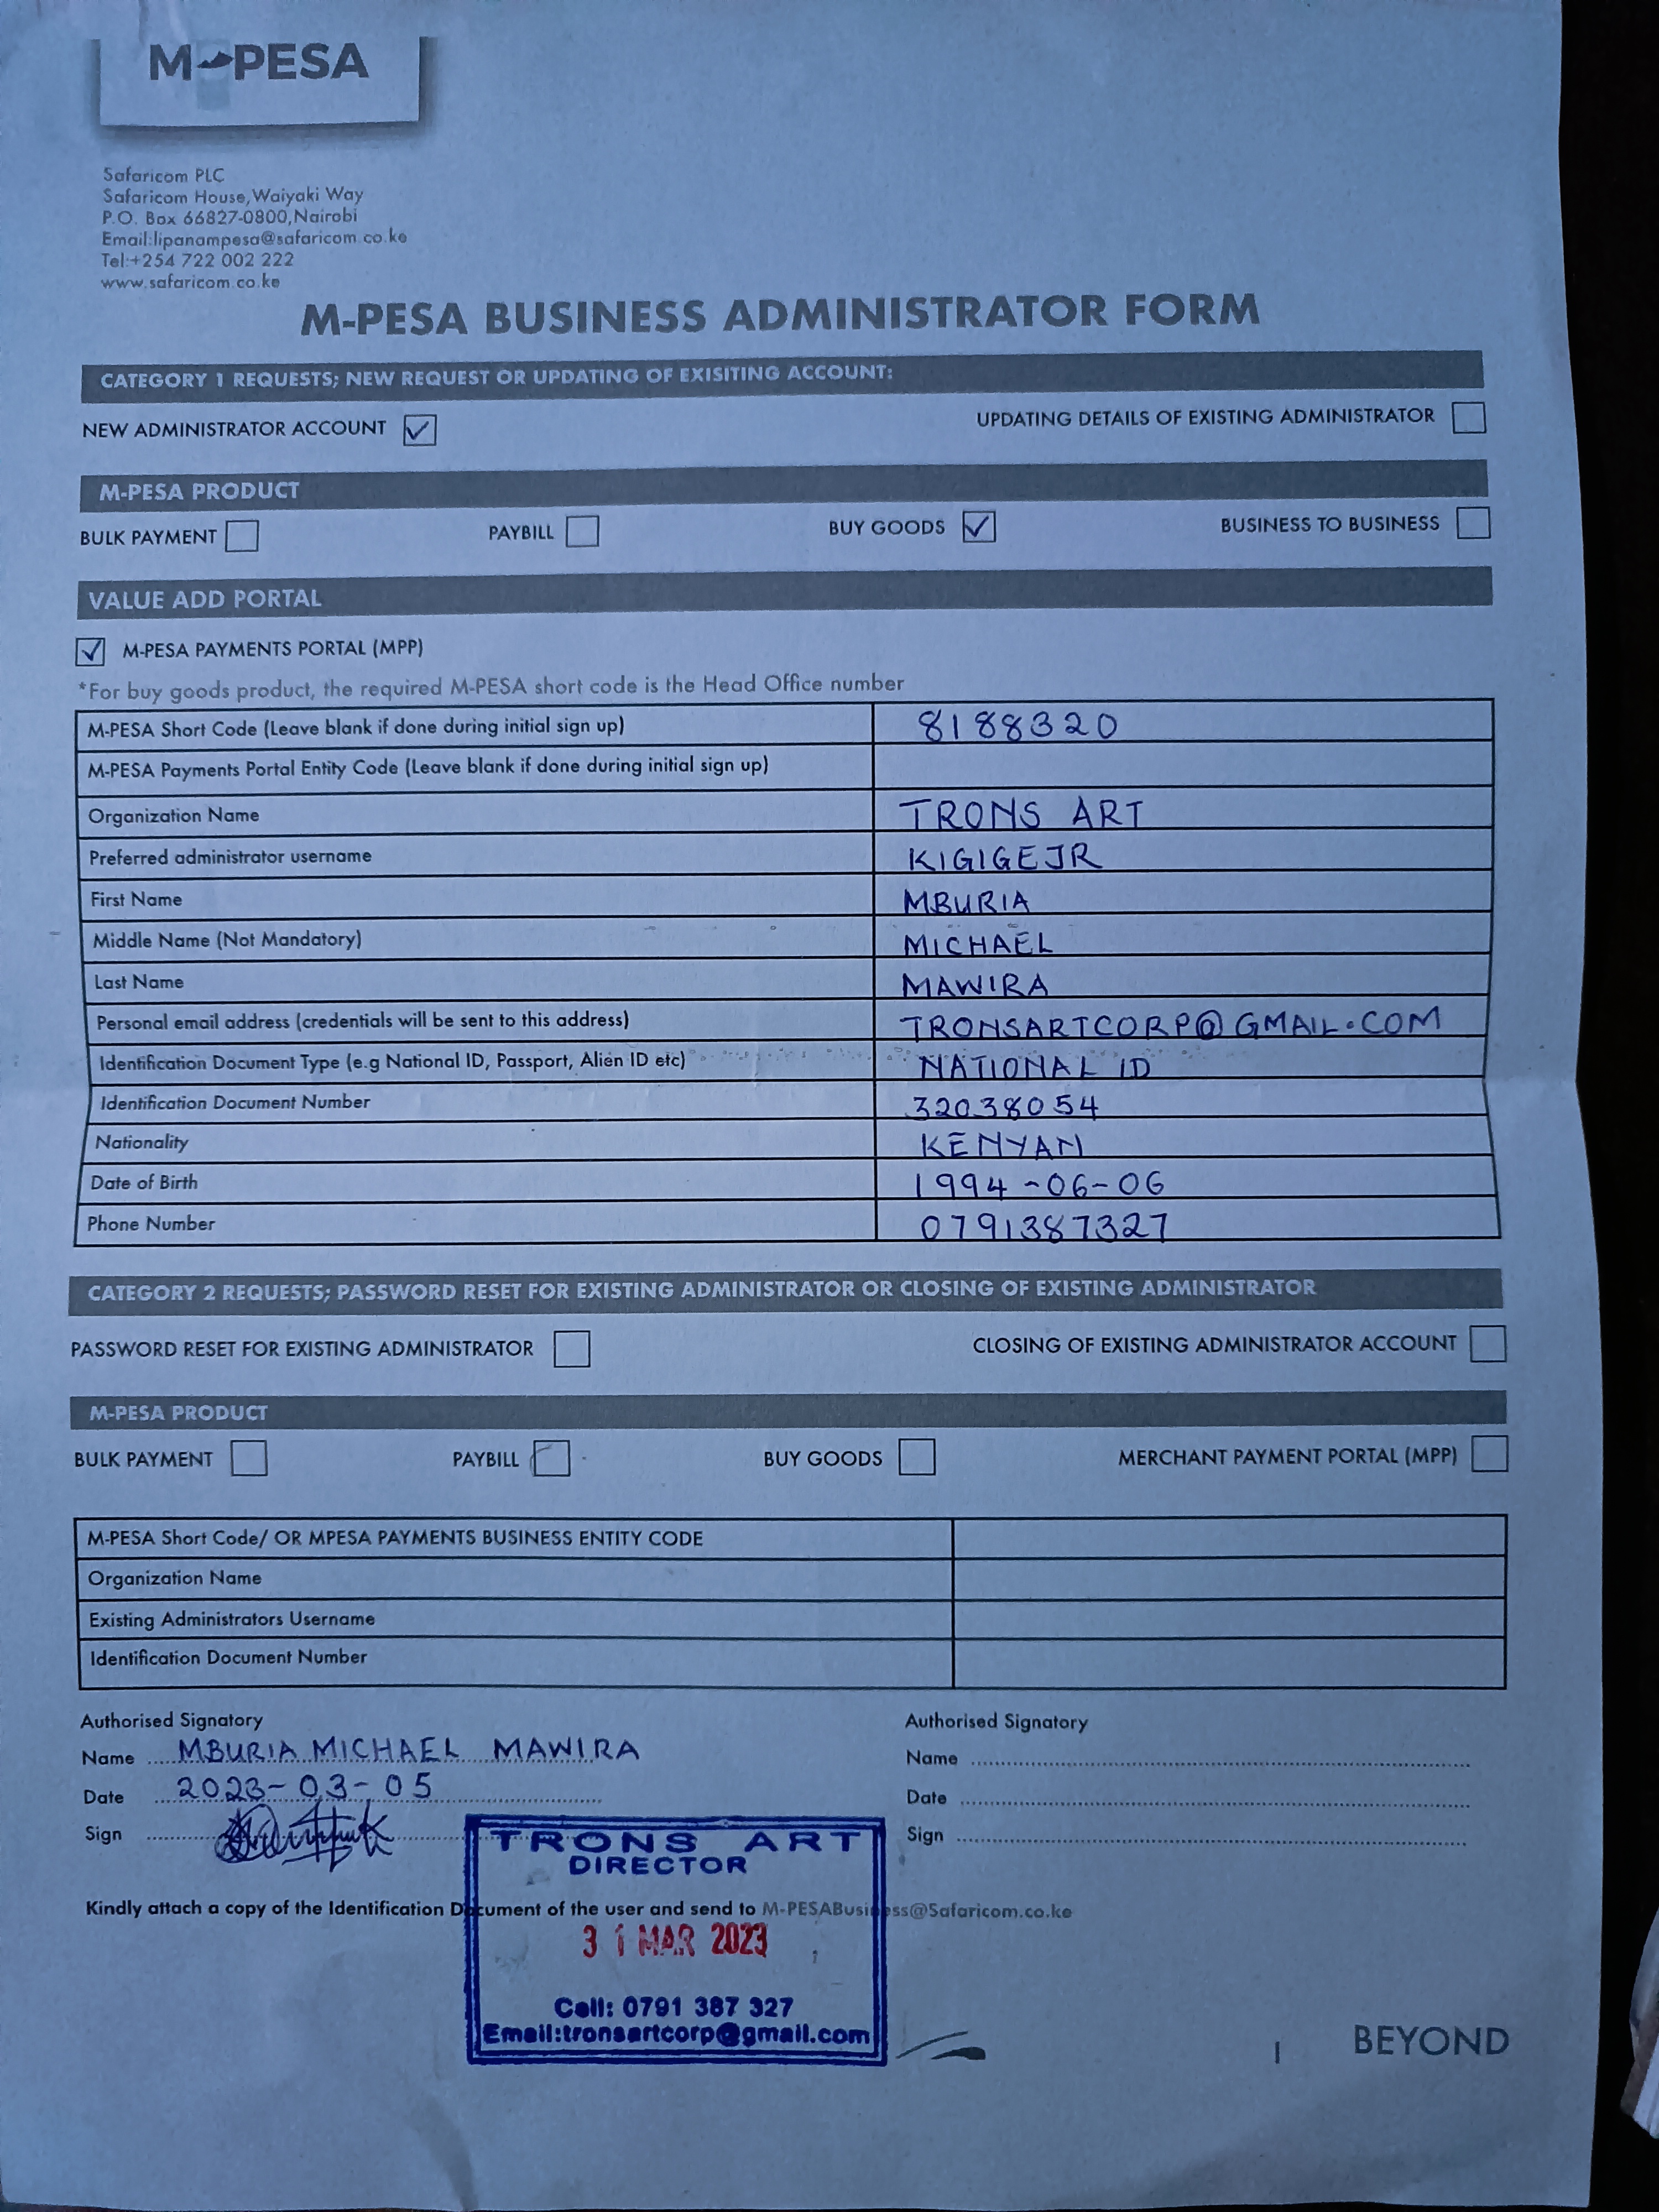 M-PESA
Safaricom PLC
Safaricom House, Waiyaki Way
P.O. Box 66827-0800, Nairobi
Email:lipanampesa@safaricom.co.ke
Tel:+254 722 002 222
www.safaricom.co.ke
M-PESA BUSINESS ADMINISTRATOR FORM
CATEGORY 1 REQUESTS; NEW REQUEST OR UPDATING OF EXISITING ACCOUNT:
NEW ADMINISTRATOR ACCOUNT ✓ UPDATING DETAILS OF EXISTING ADMINISTRATOR
M-PESA PRODUCT
BULK PAYMENT PAYBILL BUY GOODS ✓ BUSINESS TO BUSINESS
VALUE ADD PORTAL
✓ M-PESA PAYMENTS PORTAL (MPP)
*For buy goods product, the required M-PESA short code is the Head Office number
M-PESA Short Code (Leave blank if done during initial sign up) 8188320
M-PESA Payments Portal Entity Code (Leave blank if done during initial sign up)
Organization Name TRONS ART
Preferred administrator username KIGIGEJR
First Name MBURIA
Middle Name (Not Mandatory) MICHAEL
Last Name MAWIRA
Personal email address (credentials will be sent to this address) TRONSARTCORP@GMAIL.COM
Identification Document Type (e.g National ID, Passport, Alien ID etc) NATIONAL ID
Identification Document Number 32038054
Nationality KENYAN
Date of Birth 1994-06-06
Phone Number 0791387327
CATEGORY 2 REQUESTS; PASSWORD RESET FOR EXISTING ADMINISTRATOR OR CLOSING OF EXISTING ADMINISTRATOR
PASSWORD RESET FOR EXISTING ADMINISTRATOR CLOSING OF EXISTING ADMINISTRATOR ACCOUNT
M-PESA PRODUCT
BULK PAYMENT PAYBILL BUY GOODS MERCHANT PAYMENT PORTAL (MPP)
M-PESA Short Code/ OR MPESA PAYMENTS BUSINESS ENTITY CODE
Organization Name
Existing Administrators Username
Identification Document Number
Authorised Signatory Authorised Signatory
Name MBURIA MICHAEL MAWIRA Name
Date 2023-03-05 Date
Sign Sign
TRONS ART
DIRECTOR
Kindly attach a copy of the Identification Document of the user and send to M-PESABusiness@Safaricom.co.ke
31 MAR 2023
Cell: 0791 387 327
Email:tronsartcorp@gmail.com
BEYOND